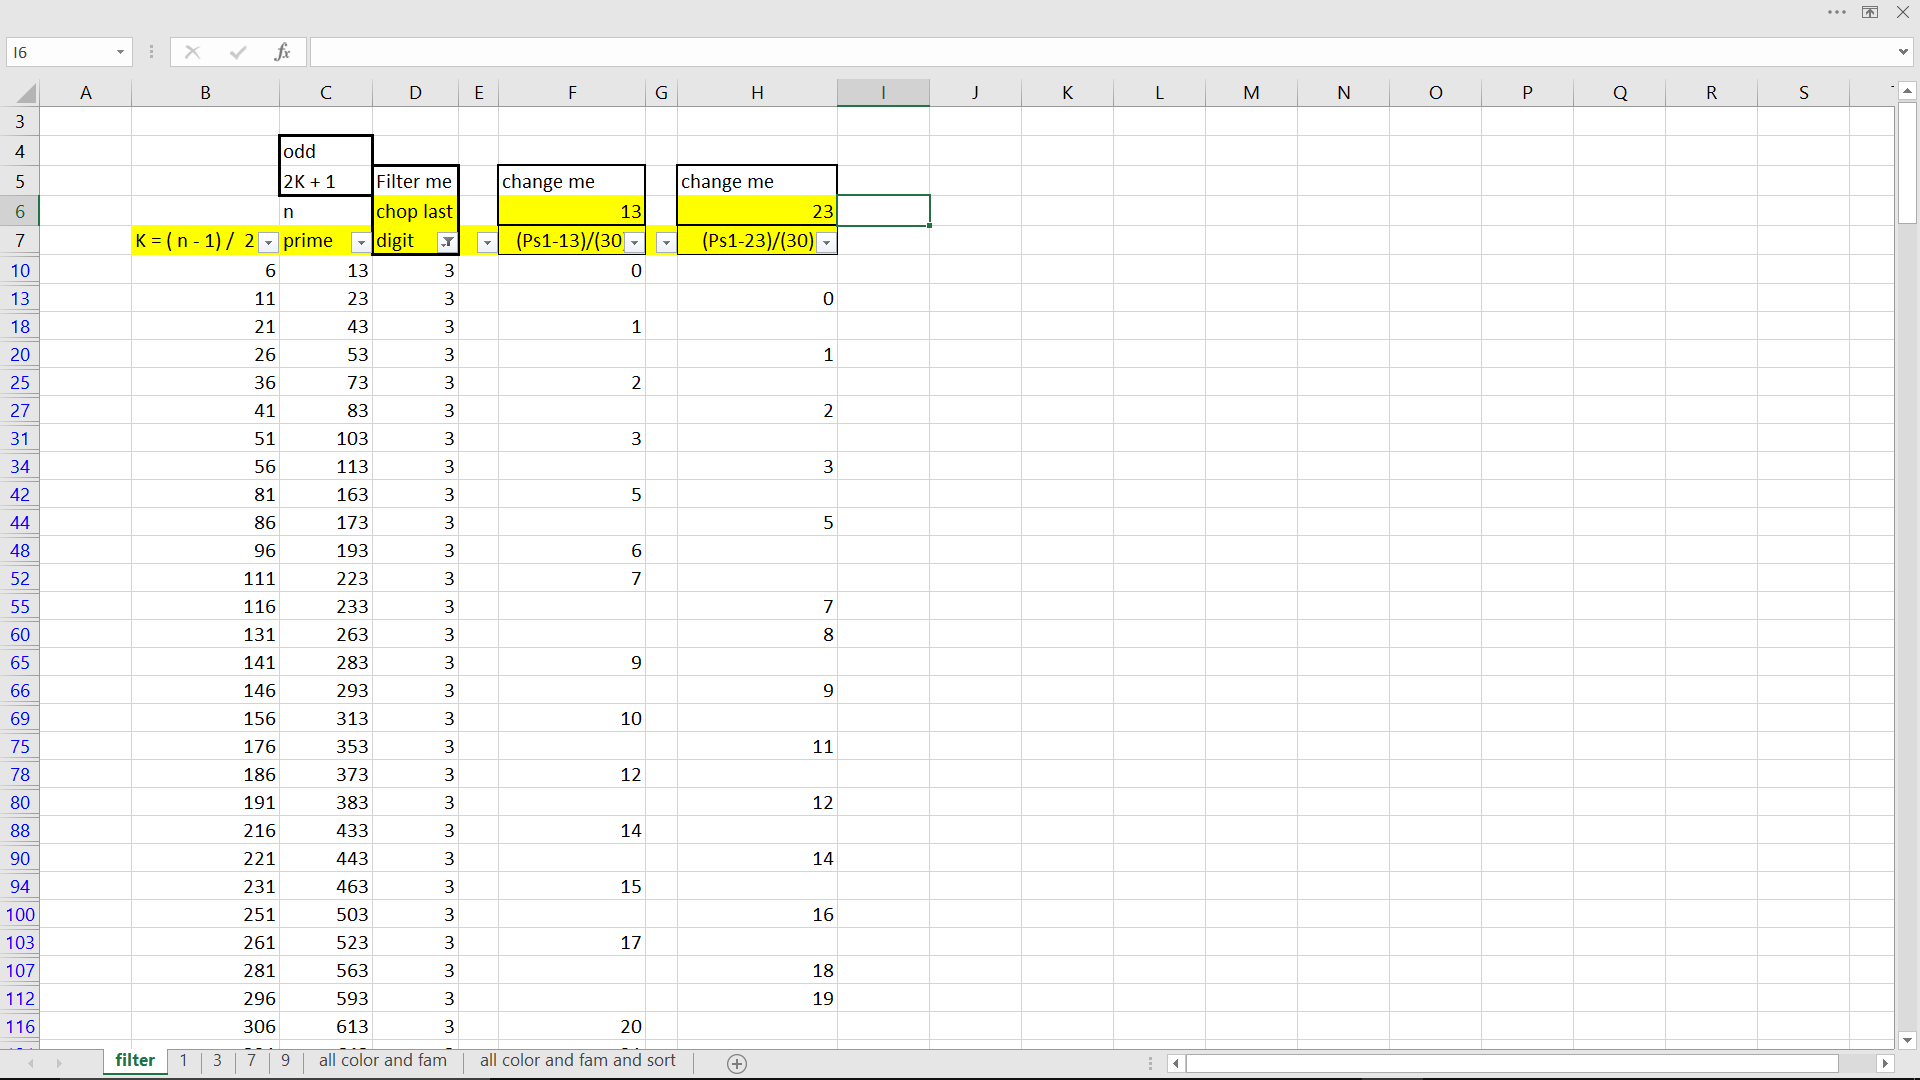 I6
fx
A B C D E F G H I J K L M N O P Q R S
3
4 odd
5 2K + 1 Filter me change me change me
6 n chop last 13 23
7 K = ( n - 1) / 2 prime digit (Ps1-13)/(30 (Ps1-23)/(30)
10 6 13 3 0
13 11 23 3 0
18 21 43 3 1
20 26 53 3 1
25 36 73 3 2
27 41 83 3 2
31 51 103 3 3
34 56 113 3 3
42 81 163 3 5
44 86 173 3 5
48 96 193 3 6
52 111 223 3 7
55 116 233 3 7
60 131 263 3 8
65 141 283 3 9
66 146 293 3 9
69 156 313 3 10
75 176 353 3 11
78 186 373 3 12
80 191 383 3 12
88 216 433 3 14
90 221 443 3 14
94 231 463 3 15
100 251 503 3 16
103 261 523 3 17
107 281 563 3 18
112 296 593 3 19
116 306 613 3 20
filter 1 3 7 9 all color and fam all color and fam and sort